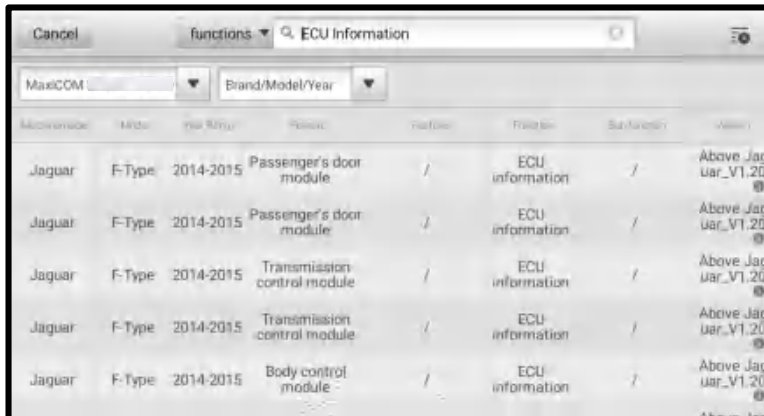 Cancel functions ECU Information
MaxiCOM Brand/Model/Year
Jaguar F-Type 2014-2015 Passenger's door module / ECU information / Above Jag uar_V1.20
Jaguar F-Type 2014-2015 Passenger's door module / ECU information / Above Jag uar_V1.20
Jaguar F-Type 2014-2015 Transmission control module / ECU information / Above Jag uar_V1.20
Jaguar F-Type 2014-2015 Transmission control module / ECU information / Above Jag uar_V1.20
Jaguar F-Type 2014-2015 Body control module / ECU information / Above Jag uar_V1.20